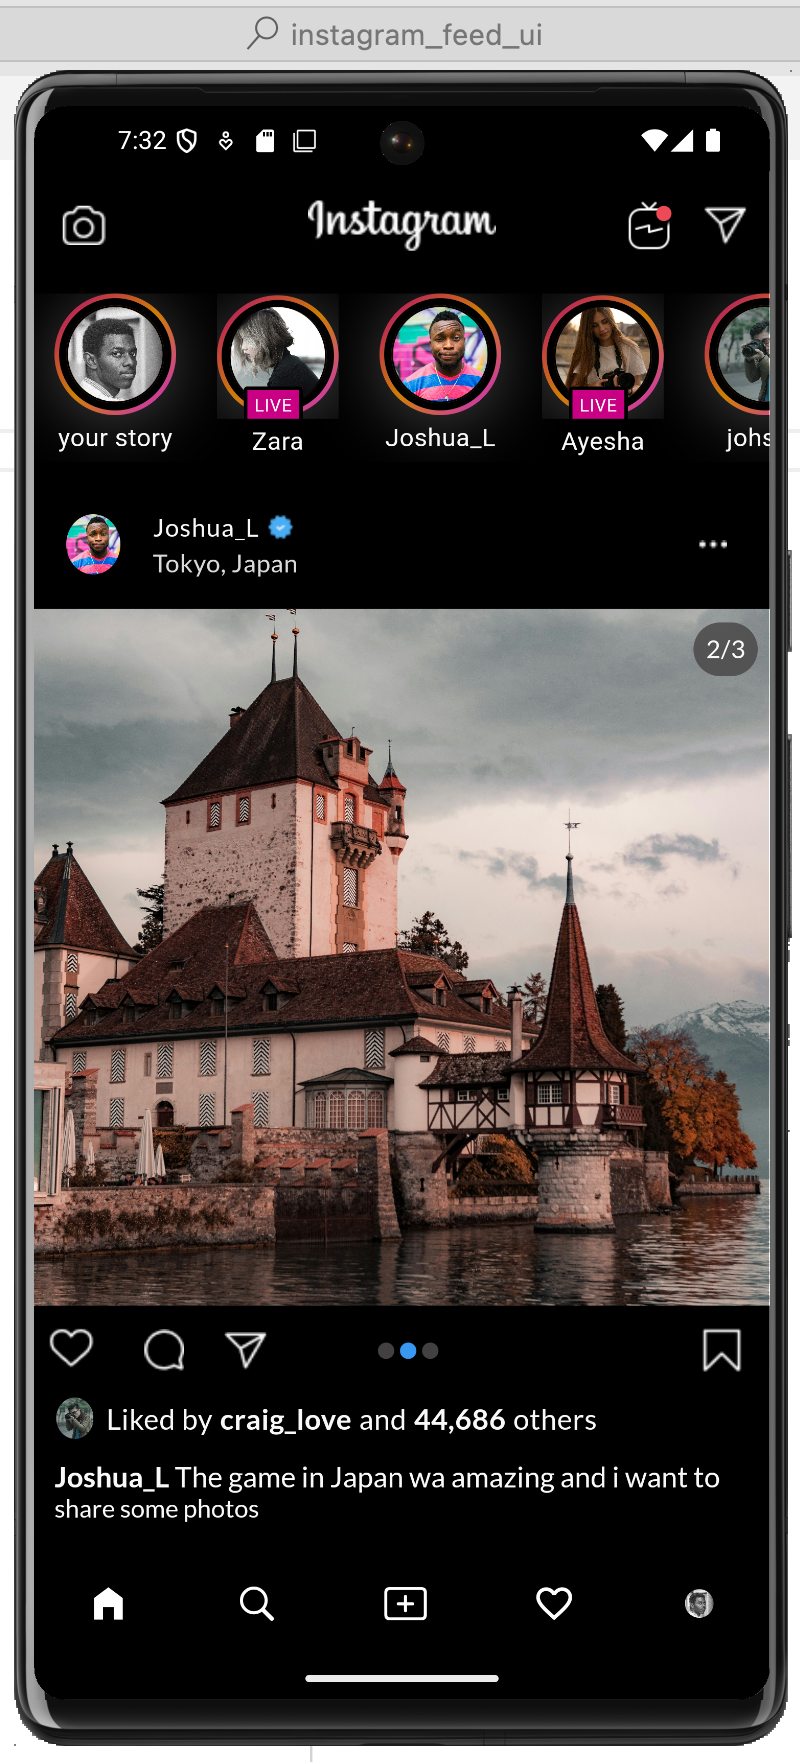 instagram_feed_ui
7:32
Instagram
LIVE
LIVE
your story
Zara
Joshua_L
Ayesha
johs
Joshua_L
Tokyo, Japan
2/3
Liked by craig_love and 44,686 others
Joshua_L The game in Japan wa amazing and i want to
share some photos